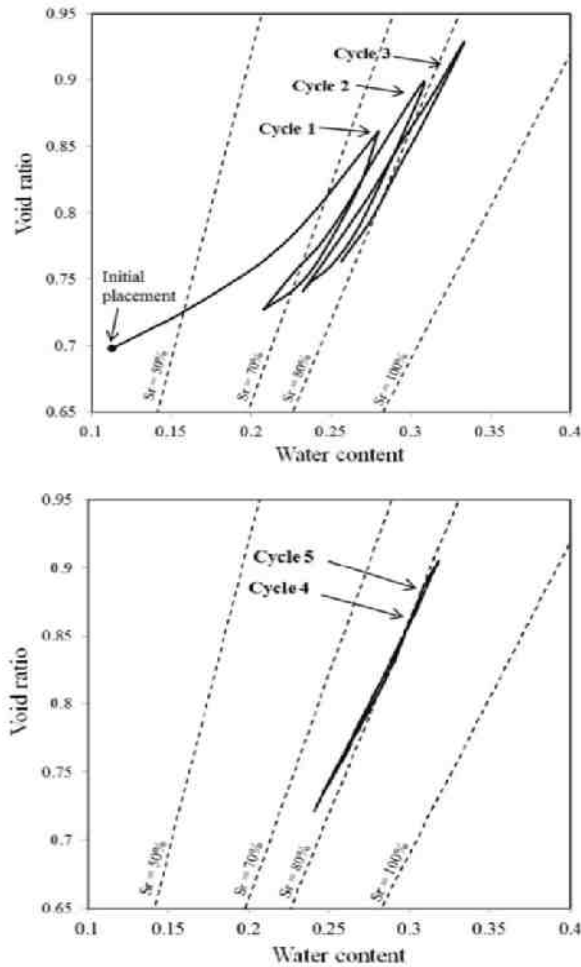 0.95
0.9
0.85
0.8
0.75
0.7
0.65
Void ratio
Cycle 3
Cycle 2
Cycle 1
Initial
placement
Sr = 50%
Sr = 70%
Sr = 80%
Sr = 100%
0.1 0.15 0.2 0.25 0.3 0.35 0.4
Water content
0.95
0.9
0.85
0.8
0.75
0.7
0.65
Void ratio
Cycle 5
Cycle 4
Sr = 50%
Sr = 70%
Sr = 80%
Sr = 100%
0.1 0.15 0.2 0.25 0.3 0.35 0.4
Water content